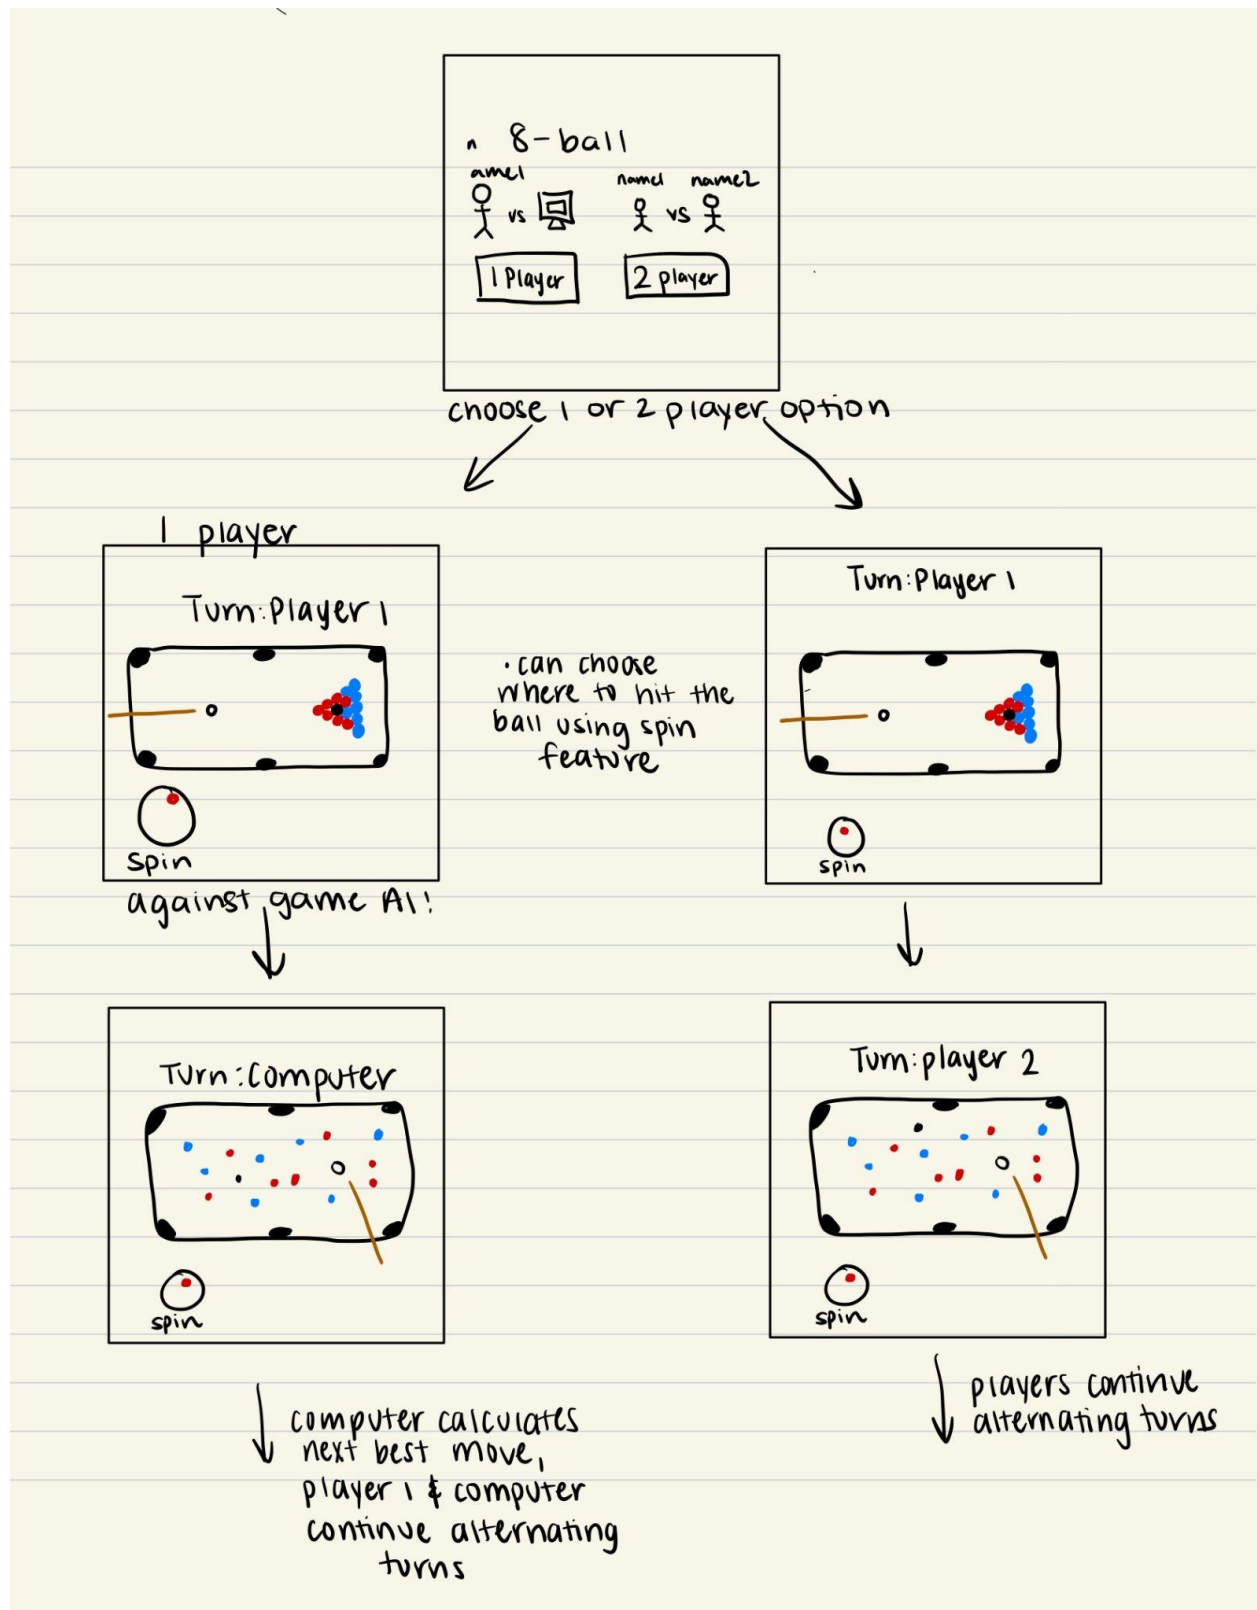 n 8-ball
ame1
name1 name2
vs
vs
1 Player
2 player
choose 1 or 2 player option
1 player
Turn: Player 1
spin
against game AI!
• can choose
where to hit the
ball using spin
feature
Turn: Player 1
spin
Turn: Computer
spin
computer calculates
next best move,
player 1 & computer
continue alternating
turns
Turn: player 2
spin
players continue
alternating turns